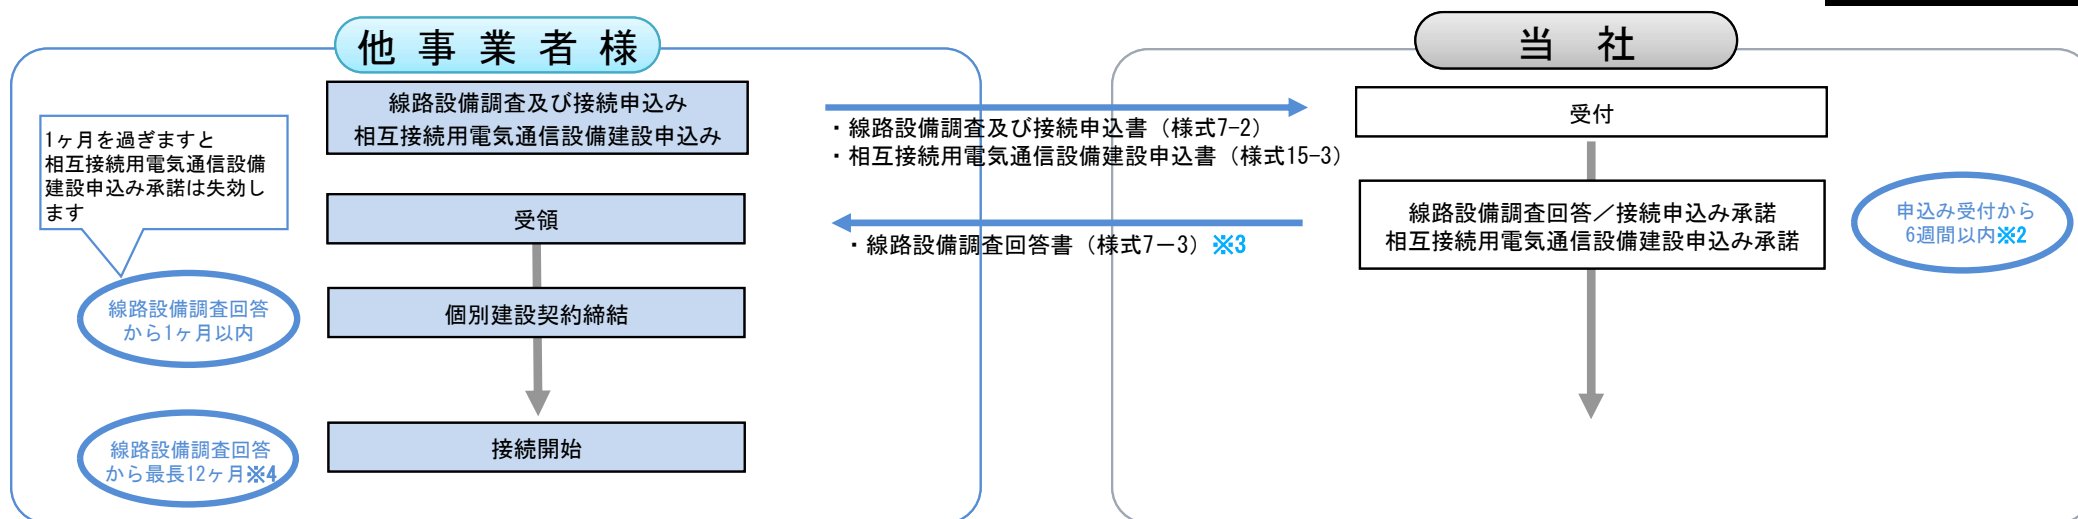 他事業者様
当社
線路設備調査及び接続申込み
相互接続用電気通信設備建設申込み
・線路設備調査及び接続申込書（様式7-2）
・相互接続用電気通信設備建設申込書（様式15-3）
受付
1ヶ月を過ぎますと
相互接続用電気通信設備
建設申込み承諾は失効し
ます
受領
・線路設備調査回答書（様式7－3）※3
線路設備調査回答／接続申込み承諾
相互接続用電気通信設備建設申込み承諾
申込み受付から
6週間以内※2
線路設備調査回答
から1ヶ月以内
個別建設契約締結
線路設備調査回答
から最長12ヶ月※4
接続開始